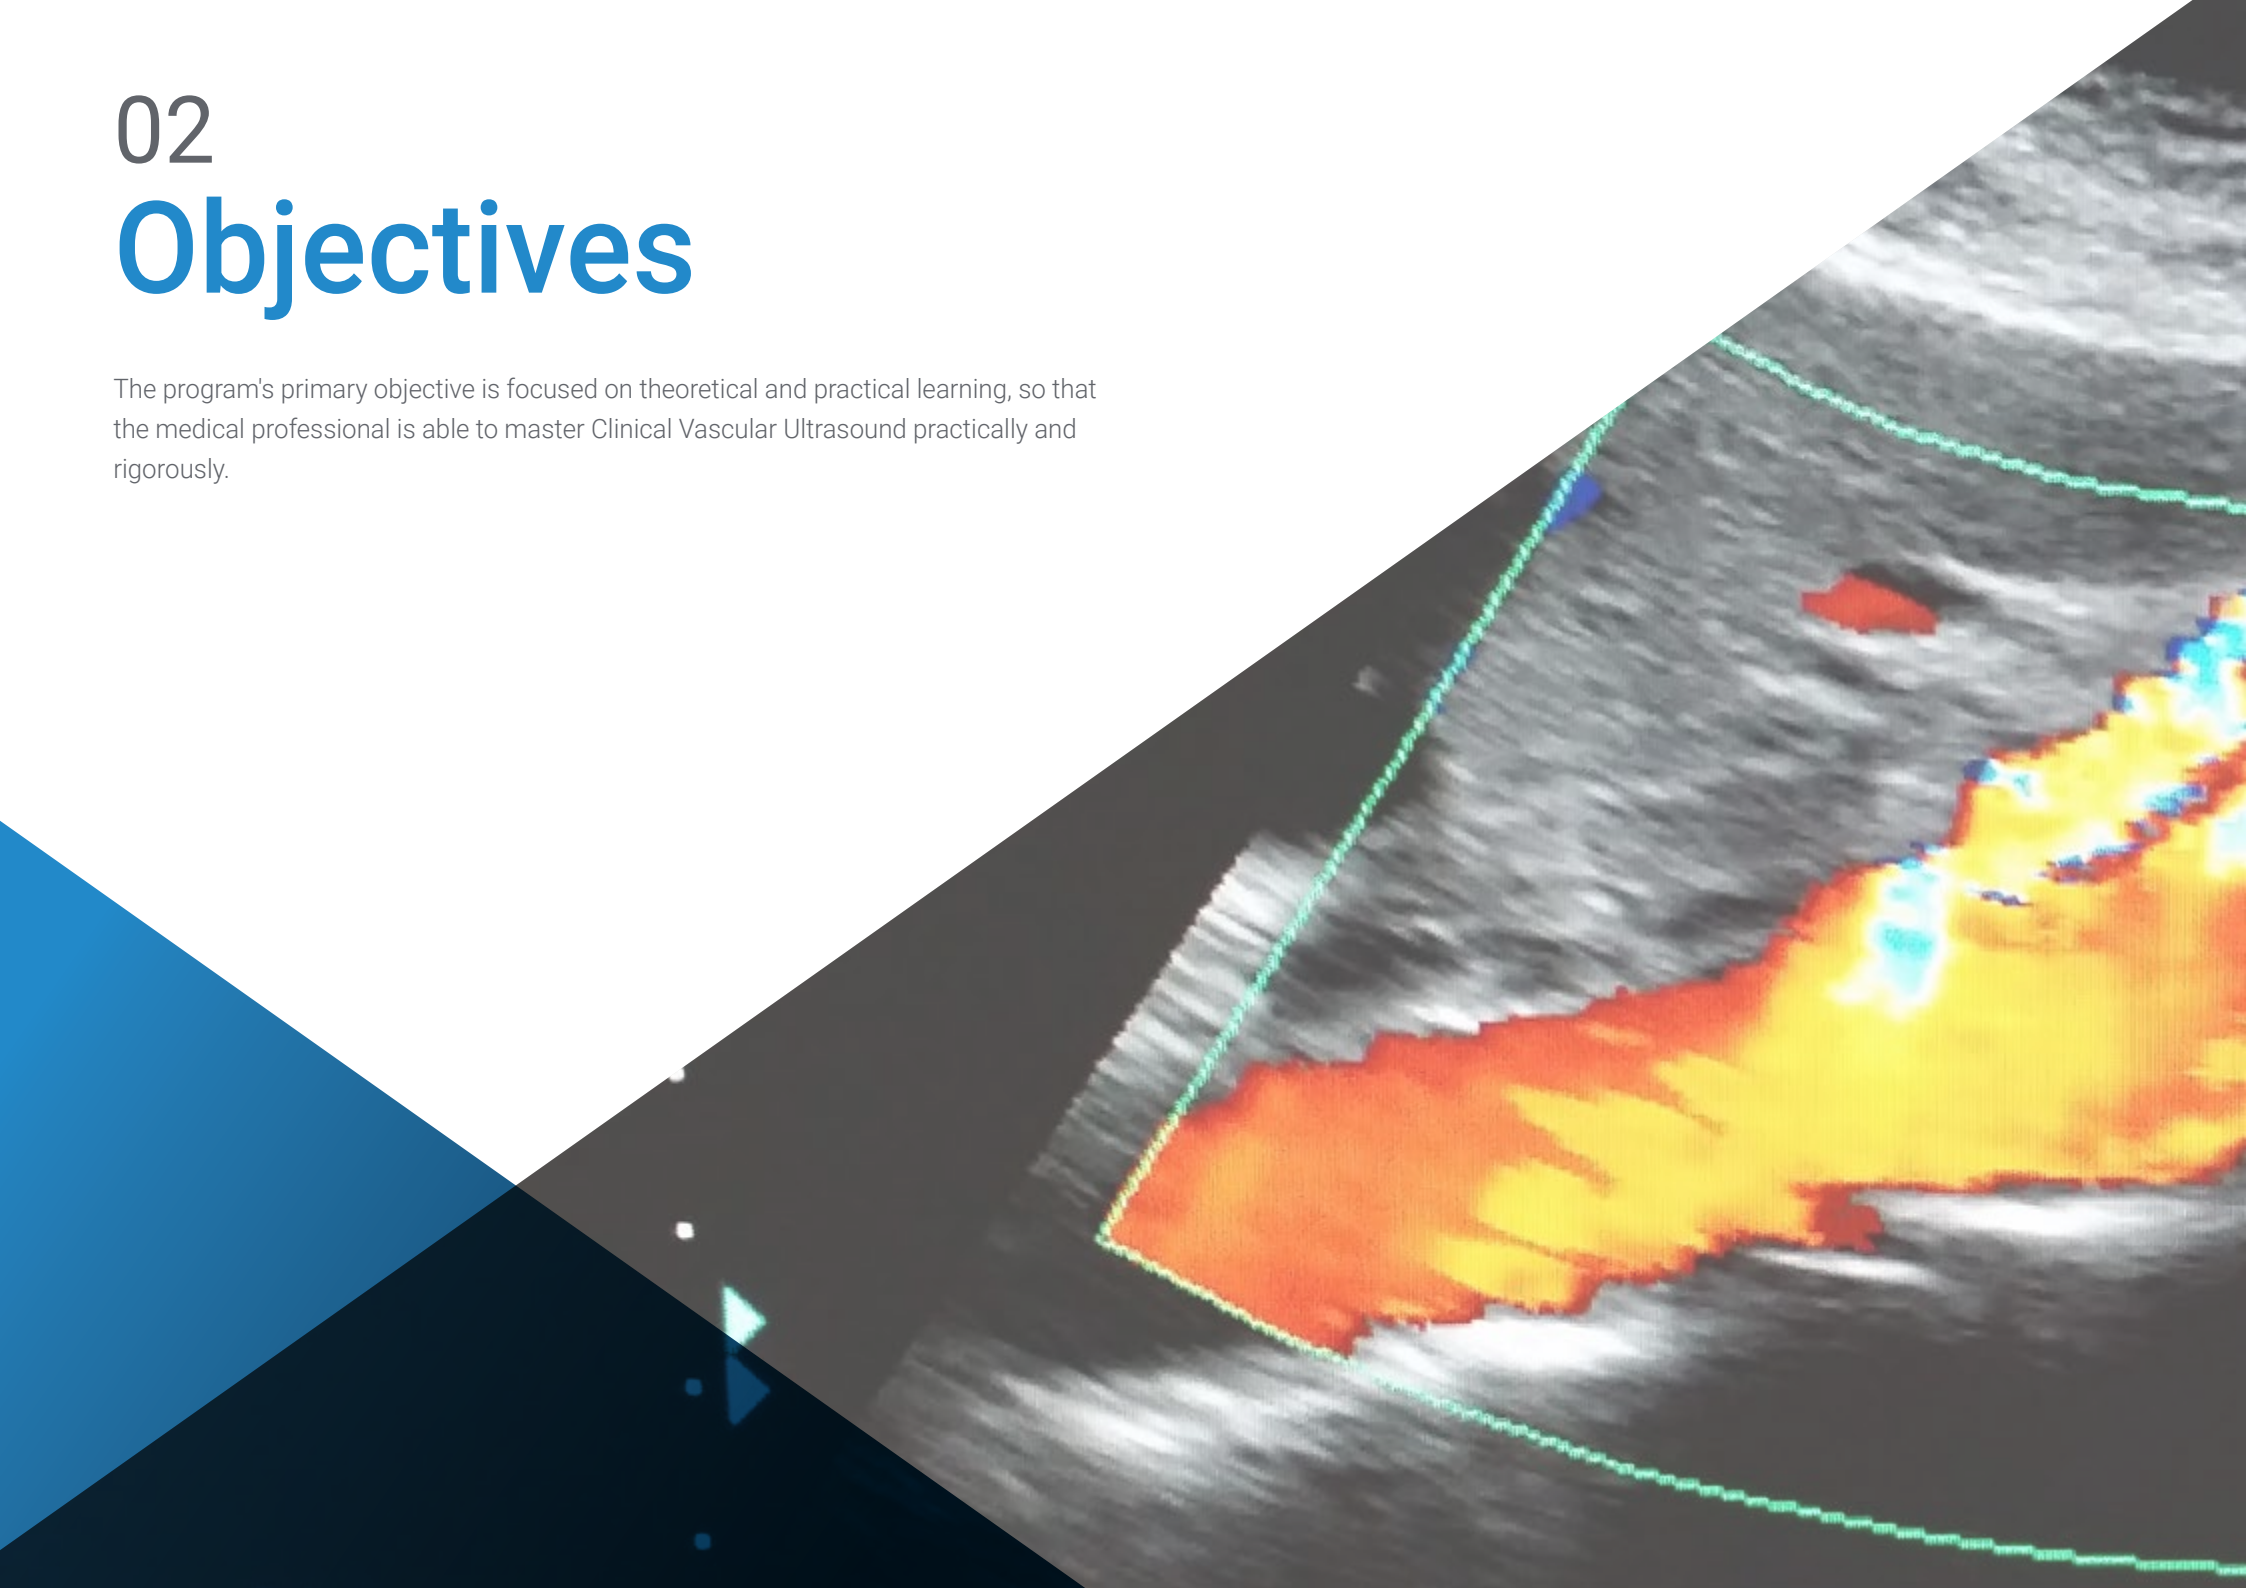 02
Objectives
The program's primary objective is focused on theoretical and practical learning, so that
the medical professional is able to master Clinical Vascular Ultrasound practically and
rigorously.